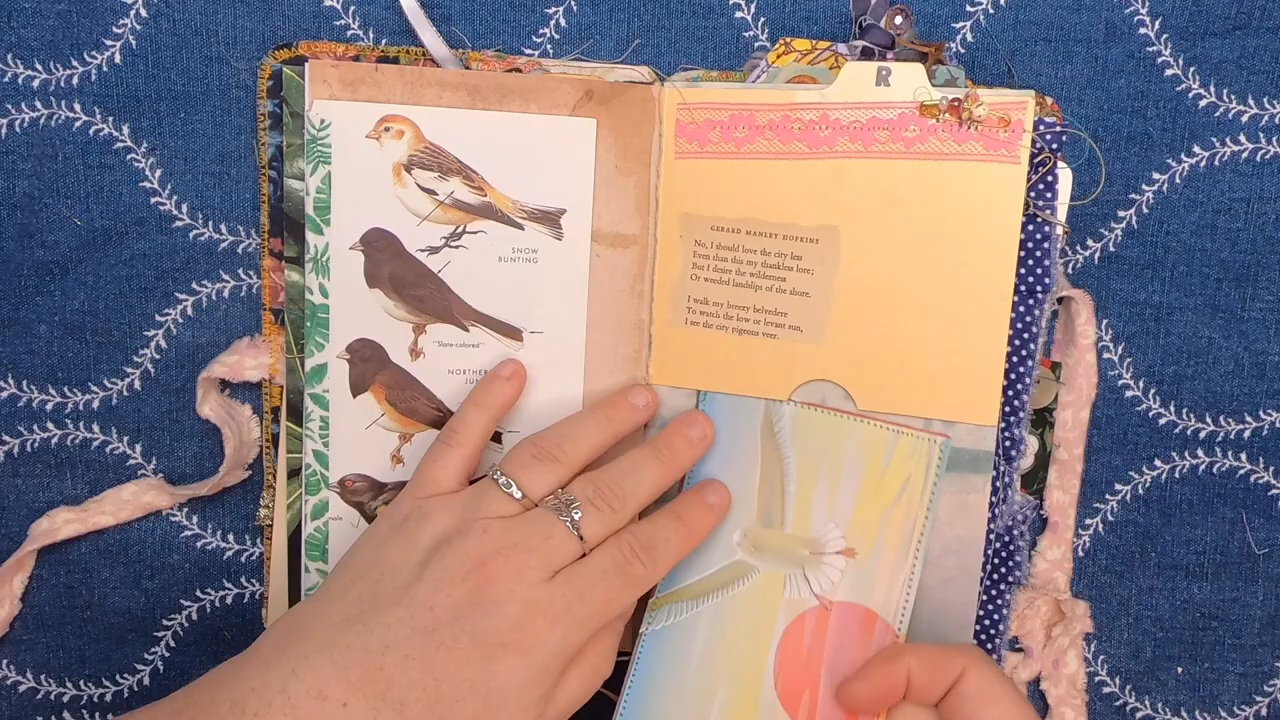 SNOW
BUNTING
"Slate-colored"
male
R
GERARD MANLEY HOPKINS
No, I should love the city less
Even than this my thankless lore;
But I desire the wilderness
Or weeded landslips of the shore.
I walk my breezy belvedere
To watch the low or levant sun,
I see the city pigeons veer,